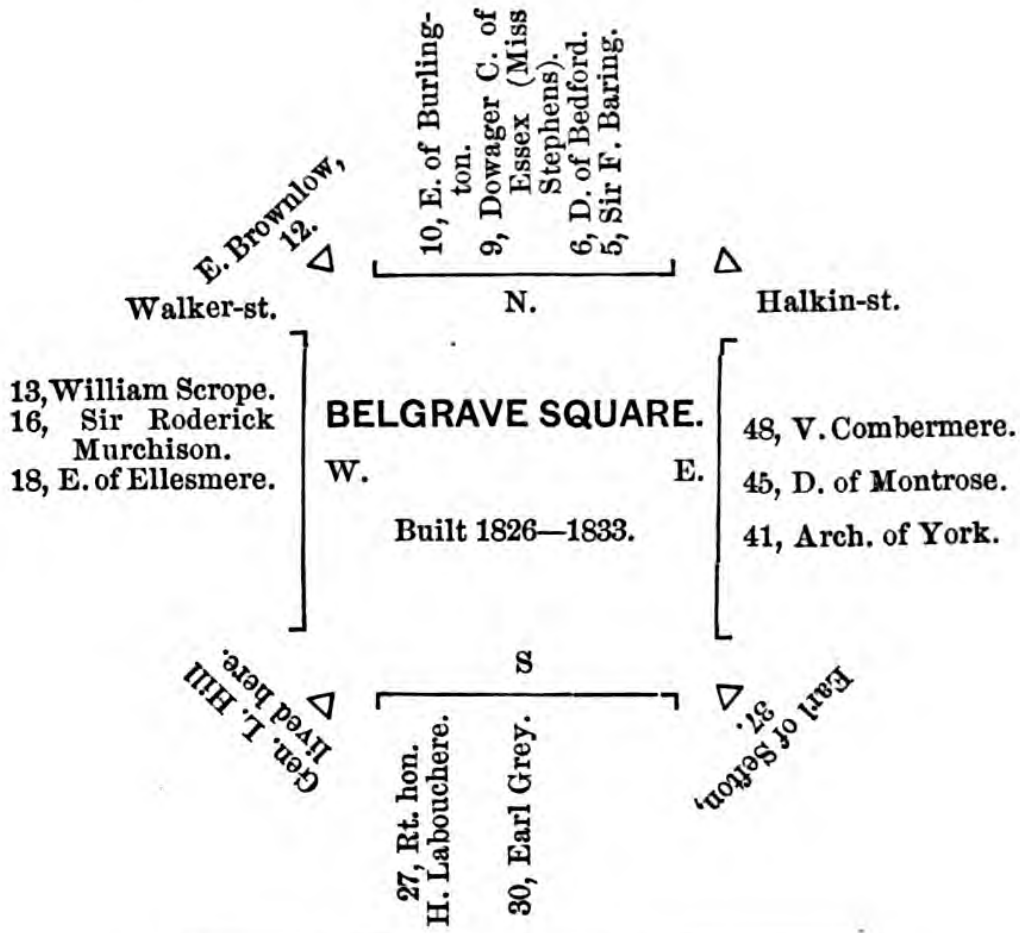 10, E. of Burling-
ton.
9, Dowager C. of
Essex (Miss
Stephens).
6, D. of Bedford.
5, Sir F. Baring.
E. Brownlow,
12.
Walker-st.
N.
Halkin-st.
13, William Scrope.
16, Sir Roderick
Murchison.
18, E. of Ellesmere.
BELGRAVE SQUARE.
W.
E.
Built 1826—1833.
48, V. Combermere.
45, D. of Montrose.
41, Arch. of York.
S
Gen. L. Hill
lived here.
Earl of Sefton,
37.
27, Rt. hon.
H. Labouchere.
30, Earl Grey.